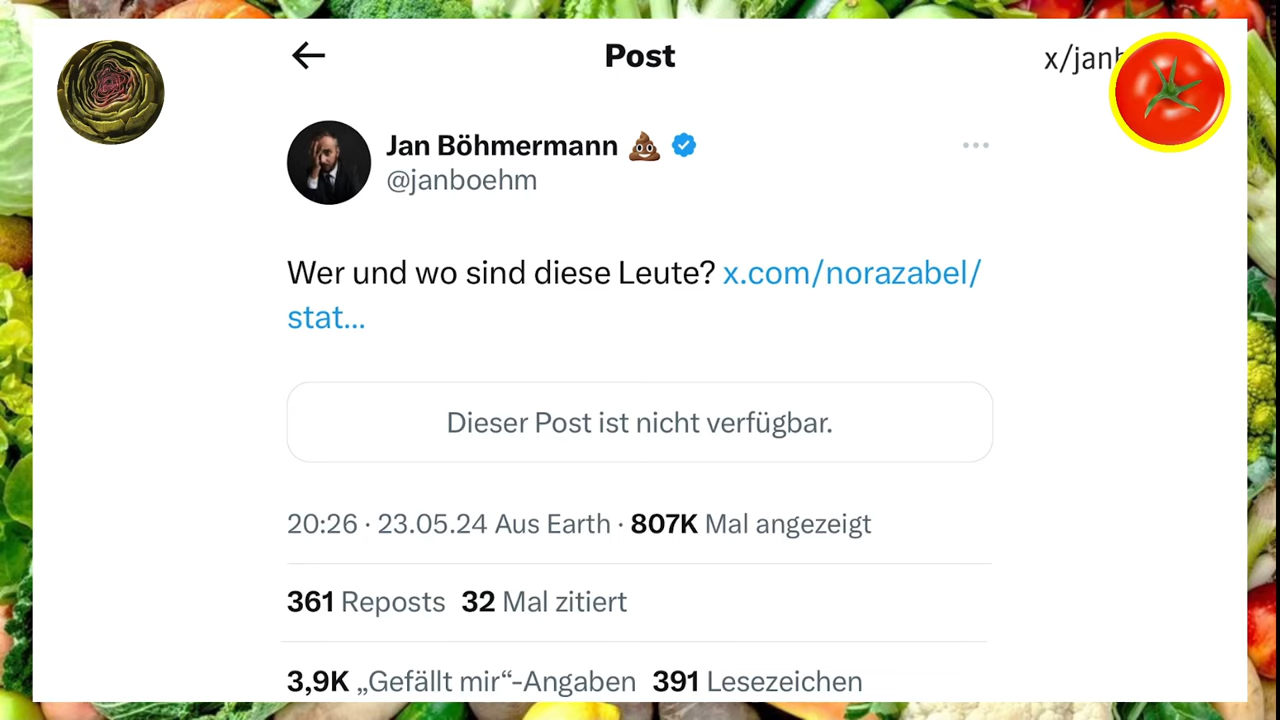 Post
x/jan
Jan Böhmermann 💩
@janboehm
Wer und wo sind diese Leute? x.com/norazabel/
stat...
Dieser Post ist nicht verfügbar.
20:26 · 23.05.24 Aus Earth · 807K Mal angezeigt
361 Reposts 32 Mal zitiert
3,9K „Gefällt mir“-Angaben 391 Lesezeichen